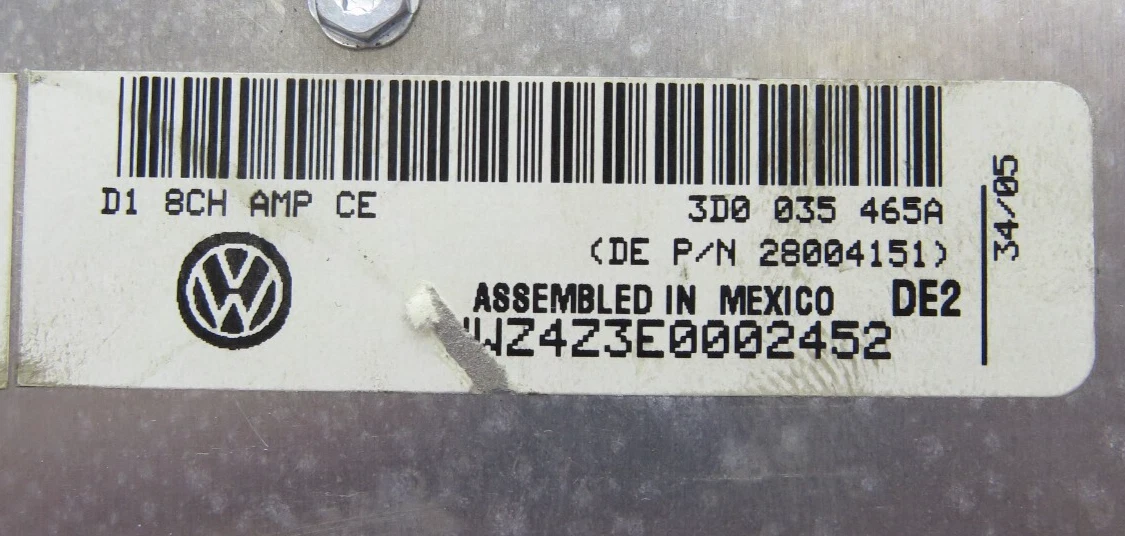 D1 8CH AMP CE 3D0 035 465A
(DE P/N 28004151)
ASSEMBLED IN MEXICO DE2
WZ4Z3E0002452
34/05